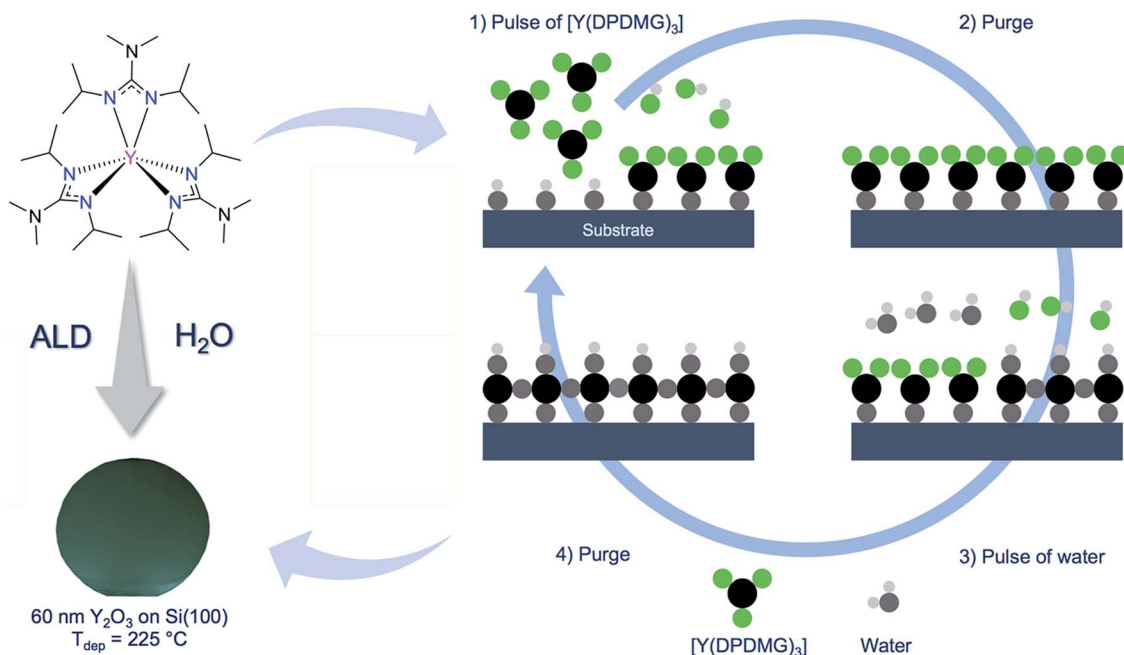 1) Pulse of [Y(DPDMG)₃]
2) Purge
N
N
N
Y
N
N
N
N
N
N
Substrate
ALD
H₂O
4) Purge
3) Pulse of water
60 nm Y₂O₃ on Si(100)
T_dep = 225 °C
[Y(DPDMG)₃]
Water